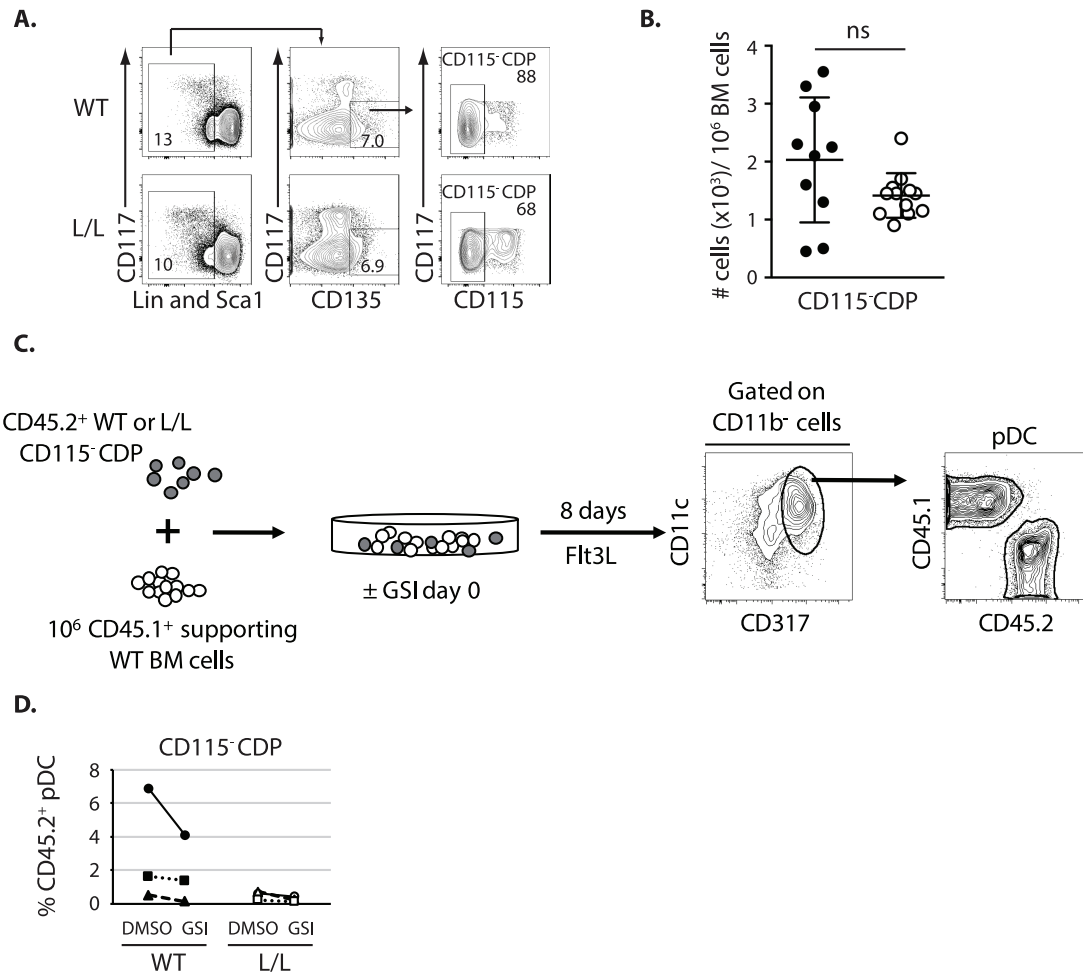 A.
WT
CD117
13
CD117
7.0
CD117
CD115⁻CDP
88
L/L
CD117
10
CD117
6.9
CD117
CD115⁻CDP
68
Lin and Sca1
CD135
CD115
B.
ns
# cells (x10³)/ 10⁶ BM cells
4
3
2
1
0
CD115⁻CDP
C.
CD45.2⁺ WT or L/L
CD115⁻CDP
+
10⁶ CD45.1⁺ supporting
WT BM cells
± GSI day 0
8 days
Flt3L
Gated on
CD11b⁻ cells
CD11c
CD317
pDC
CD45.1
CD45.2
D.
CD115⁻CDP
% CD45.2⁺ pDC
8
6
4
2
0
DMSO GSI DMSO GSI
WT L/L